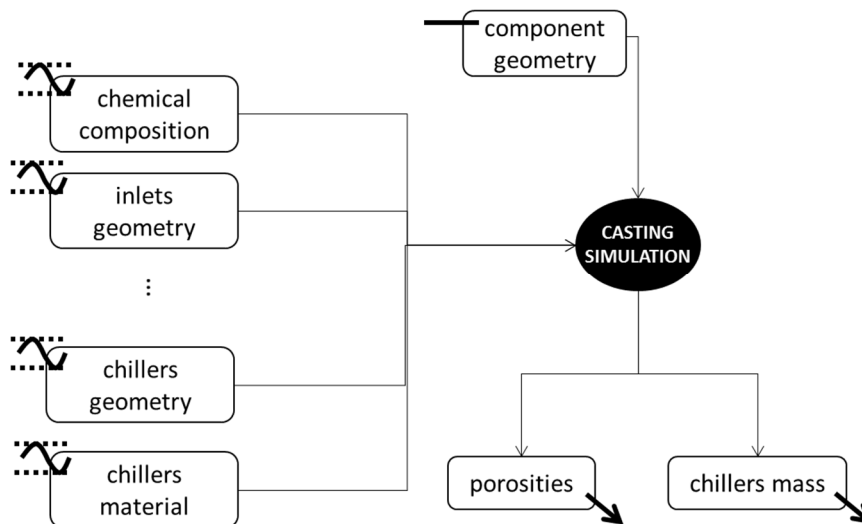 component
geometry
chemical
composition
inlets
geometry
⋮
chillers
geometry
chillers
material
CASTING
SIMULATION
porosities
chillers mass